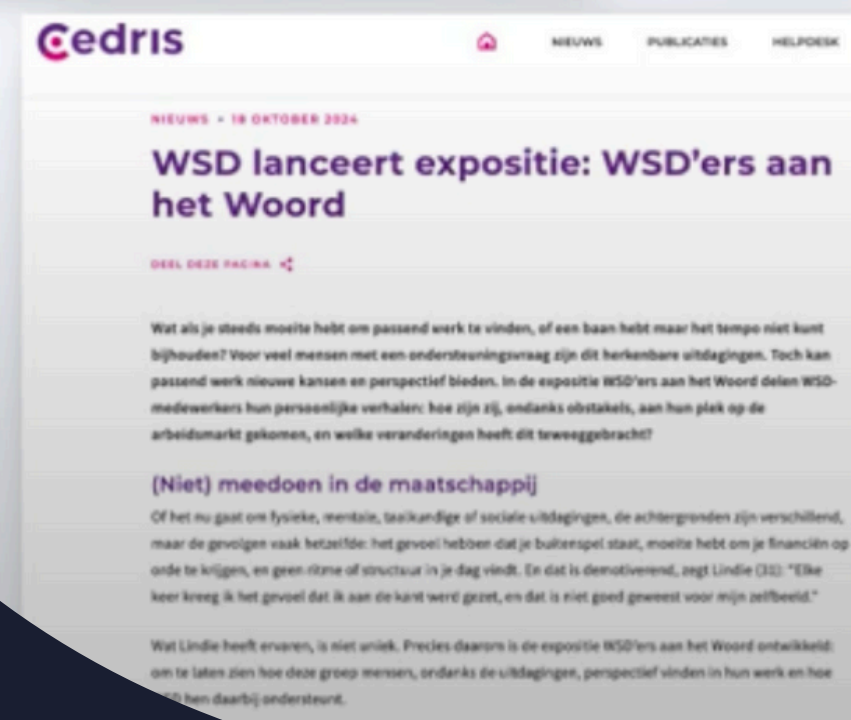 Cedris
NIEUWS PUBLICATIES HELPDESK
NIEUWS • 18 OKTOBER 2024
WSD lanceert expositie: WSD'ers aan
het Woord
DEEL DEZE PAGINA
Wat als je steeds moeite hebt om passend werk te vinden, of een baan hebt maar het tempo niet kunt
bijhouden? Voor veel mensen met een ondersteuningsvraag zijn dit herkenbare uitdagingen. Toch kan
passend werk nieuwe kansen en perspectief bieden. In de expositie WSD'ers aan het Woord delen WSD-
medewerkers hun persoonlijke verhalen: hoe zijn zij, ondanks obstakels, aan hun plek op de
arbeidsmarkt gekomen, en welke veranderingen heeft dit teweeggebracht?
(Niet) meedoen in de maatschappij
Of het nu gaat om fysieke, mentale, taalkundige of sociale uitdagingen, de achtergronden zijn verschillend,
maar de gevolgen vaak hetzelfde: het gevoel hebben dat je buitenspel staat, moeite hebt om je financiën op
orde te krijgen, en geen ritme of structuur in je dag vindt. En dat is demotiverend, zegt Lindie (31): "Elke
keer kreeg ik het gevoel dat ik aan de kant werd gezet, en dat is niet goed geweest voor mijn zelfbeeld."
Wat Lindie heeft ervaren, is niet uniek. Precies daarom is de expositie WSD'ers aan het Woord ontwikkeld:
om te laten zien hoe deze groep mensen, ondanks de uitdagingen, perspectief vinden in hun werk en hoe
WSD hen daarbij ondersteunt.